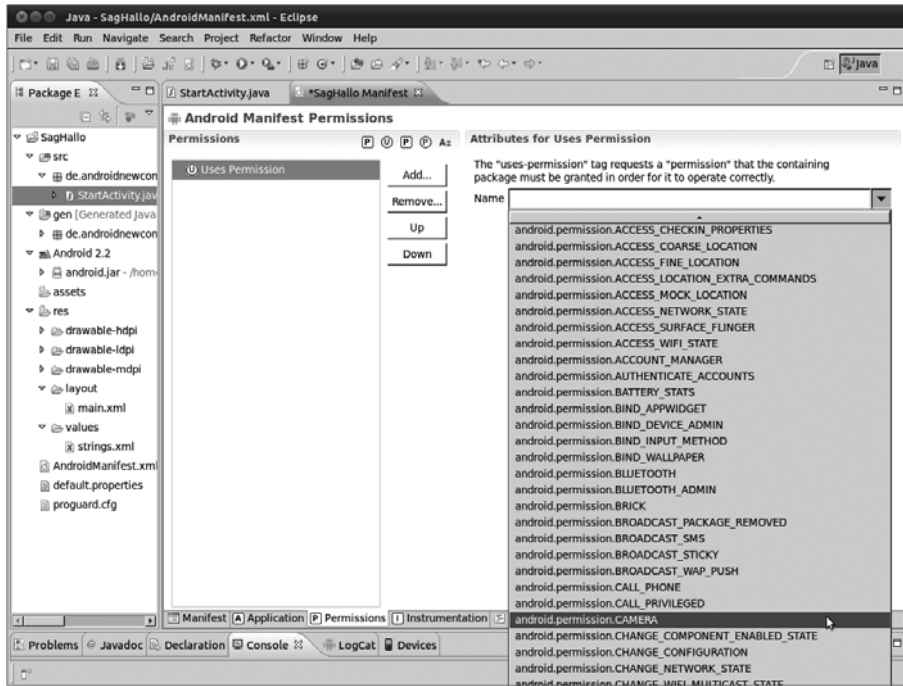 Java - SagHallo/AndroidManifest.xml - Eclipse
File Edit Run Navigate Search Project Refactor Window Help
Java
Package E
StartActivity.java
*SagHallo Manifest
SagHallo
src
de.androidnewcon
StartActivity.jav
gen [Generated Java
de.androidnewcon
Android 2.2
android.jar - /home
assets
res
drawable-hdpi
drawable-ldpi
drawable-mdpi
layout
main.xml
values
strings.xml
AndroidManifest.xml
default.properties
proguard.cfg
Android Manifest Permissions
Permissions
P U P P Az
U Uses Permission
Add...
Remove...
Up
Down
Attributes for Uses Permission
The "uses-permission" tag requests a "permission" that the containing
package must be granted in order for it to operate correctly.
Name
android.permission.ACCESS_CHECKIN_PROPERTIES
android.permission.ACCESS_COARSE_LOCATION
android.permission.ACCESS_FINE_LOCATION
android.permission.ACCESS_LOCATION_EXTRA_COMMANDS
android.permission.ACCESS_MOCK_LOCATION
android.permission.ACCESS_NETWORK_STATE
android.permission.ACCESS_SURFACE_FLINGER
android.permission.ACCESS_WIFI_STATE
android.permission.ACCOUNT_MANAGER
android.permission.AUTHENTICATE_ACCOUNTS
android.permission.BATTERY_STATS
android.permission.BIND_APPWIDGET
android.permission.BIND_DEVICE_ADMIN
android.permission.BIND_INPUT_METHOD
android.permission.BIND_WALLPAPER
android.permission.BLUETOOTH
android.permission.BLUETOOTH_ADMIN
android.permission.BRICK
android.permission.BROADCAST_PACKAGE_REMOVED
android.permission.BROADCAST_SMS
android.permission.BROADCAST_STICKY
android.permission.BROADCAST_WAP_PUSH
android.permission.CALL_PHONE
android.permission.CALL_PRIVILEGED
android.permission.CAMERA
android.permission.CHANGE_COMPONENT_ENABLED_STATE
android.permission.CHANGE_CONFIGURATION
android.permission.CHANGE_NETWORK_STATE
android.permission.CHANGE_WIFI_MULTICAST_STATE
Manifest A Application P Permissions I Instrumentation
Problems @ Javadoc Declaration Console LogCat Devices